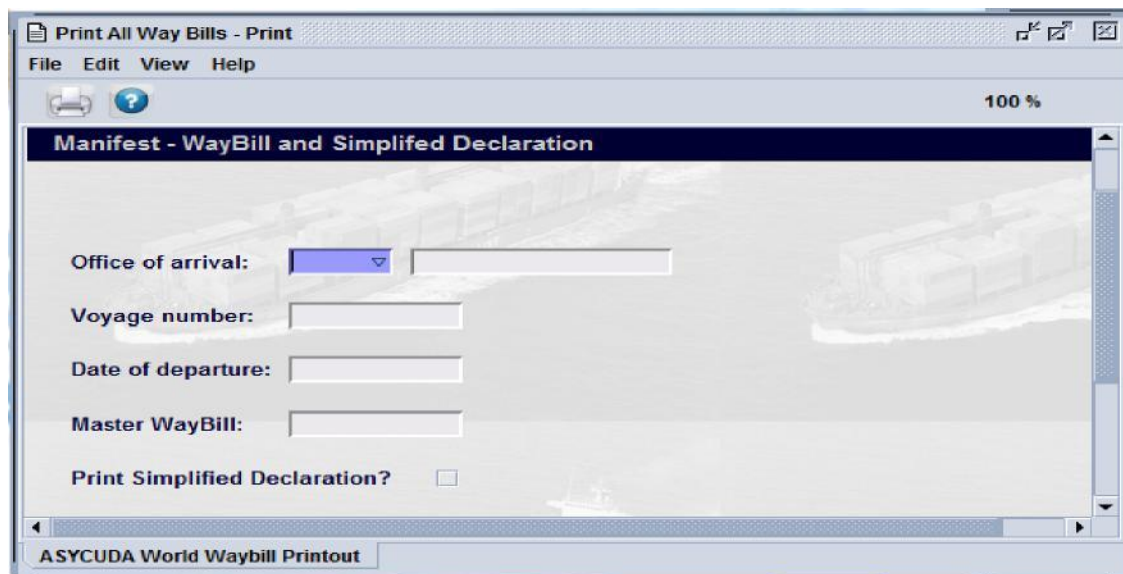 Print All Way Bills - Print
File Edit View Help
100 %
Manifest - WayBill and Simplifed Declaration
Office of arrival:
Voyage number:
Date of departure:
Master WayBill:
Print Simplified Declaration?
ASYCUDA World Waybill Printout